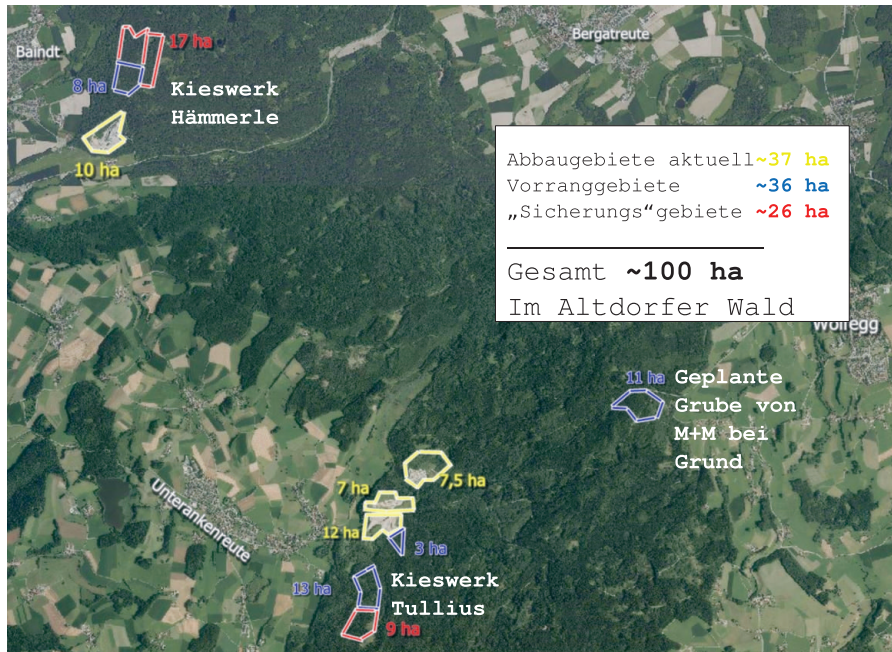 Baindt
17 ha
Bergatreute
8 ha
Kieswerk
Hämmerle
10 ha
Abbaugebiete aktuell ~37 ha
Vorranggebiete ~36 ha
„Sicherungs“gebiete ~26 ha
Gesamt ~100 ha
Im Altdorfer Wald
Wolfegg
11 ha
Geplante
Grube von
M+M bei
Grund
7 ha
7,5 ha
Unterankenreute
12 ha
3 ha
13 ha
Kieswerk
Tullius
9 ha